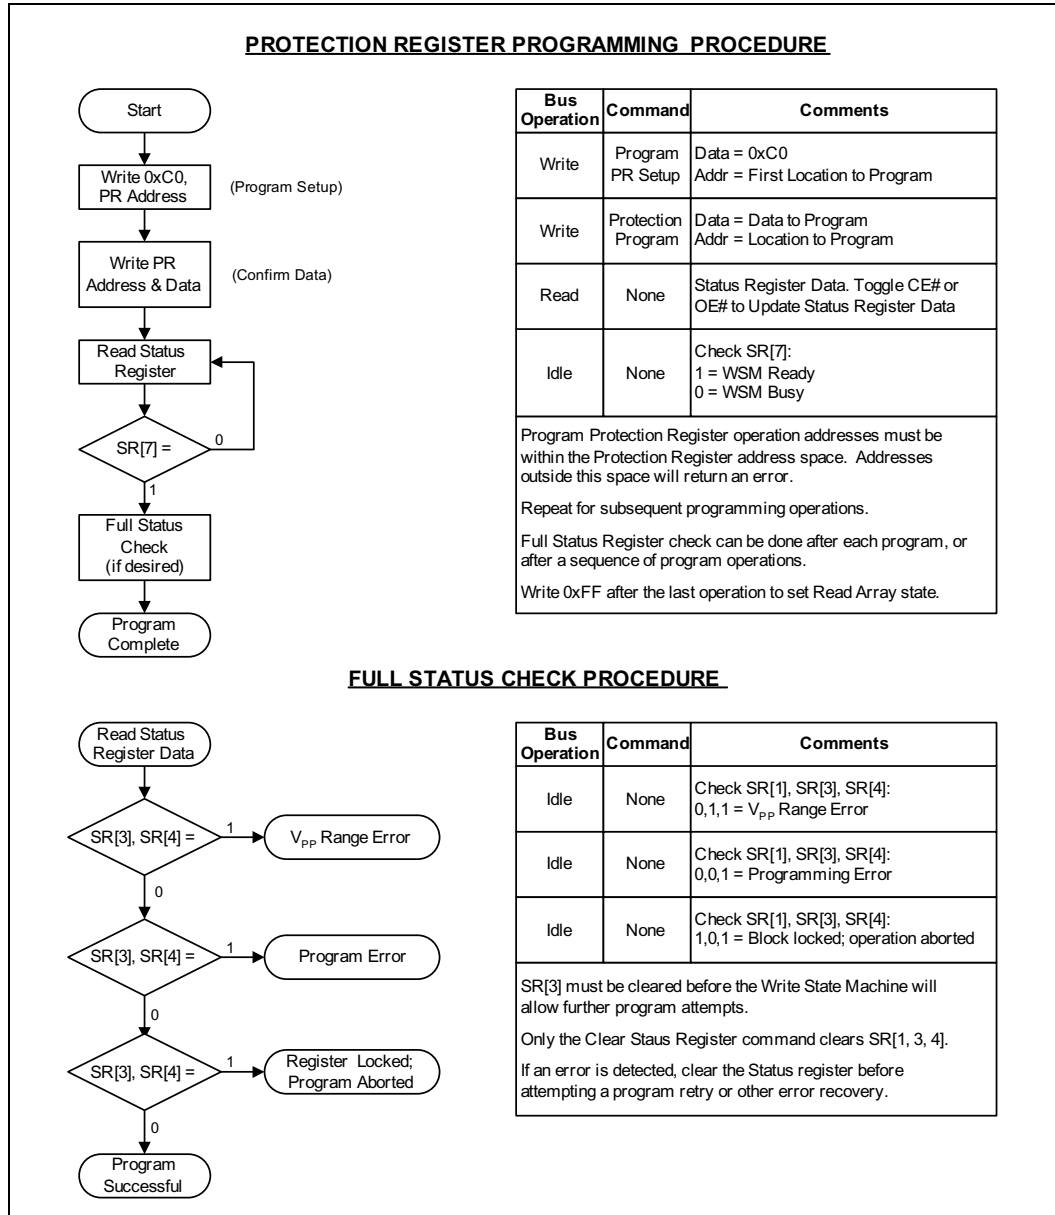 PROTECTION REGISTER PROGRAMMING PROCEDURE
Start
Write 0xC0,
PR Address
(Program Setup)
Write PR
Address & Data
(Confirm Data)
Read Status
Register
SR[7] =
0
1
Full Status
Check
(if desired)
Program
Complete
Bus
Operation
Command
Comments
Write
Program
PR Setup
Data = 0xC0
Addr = First Location to Program
Write
Protection
Program
Data = Data to Program
Addr = Location to Program
Read
None
Status Register Data. Toggle CE# or
OE# to Update Status Register Data
Idle
None
Check SR[7]:
1 = WSM Ready
0 = WSM Busy
Program Protection Register operation addresses must be
within the Protection Register address space. Addresses
outside this space will return an error.
Repeat for subsequent programming operations.
Full Status Register check can be done after each program, or
after a sequence of program operations.
Write 0xFF after the last operation to set Read Array state.
FULL STATUS CHECK PROCEDURE
Read Status
Register Data
SR[3], SR[4] =
1
VPP Range Error
0
SR[3], SR[4] =
1
Program Error
0
SR[3], SR[4] =
1
Register Locked;
Program Aborted
0
Program
Successful
Bus
Operation
Command
Comments
Idle
None
Check SR[1], SR[3], SR[4]:
0,1,1 = VPP Range Error
Idle
None
Check SR[1], SR[3], SR[4]:
0,0,1 = Programming Error
Idle
None
Check SR[1], SR[3], SR[4]:
1,0,1 = Block locked; operation aborted
SR[3] must be cleared before the Write State Machine will
allow further program attempts.
Only the Clear Staus Register command clears SR[1, 3, 4].
If an error is detected, clear the Status register before
attempting a program retry or other error recovery.